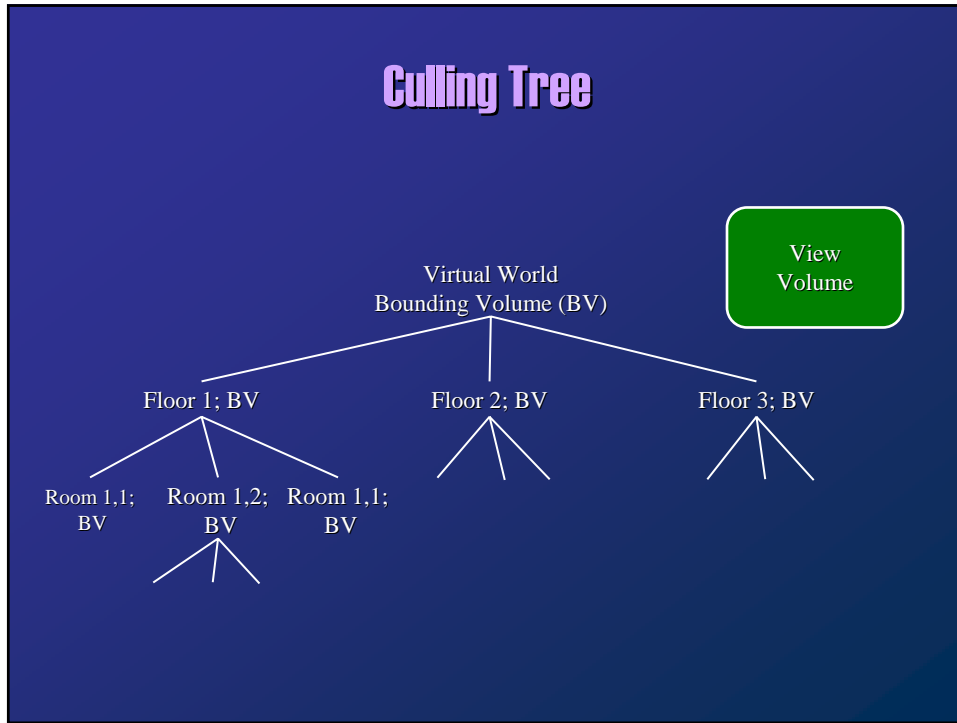 Culling Tree
View
Volume
Virtual World
Bounding Volume (BV)
Floor 1; BV
Floor 2; BV
Floor 3; BV
Room 1,1;
BV
Room 1,2;
BV
Room 1,1;
BV